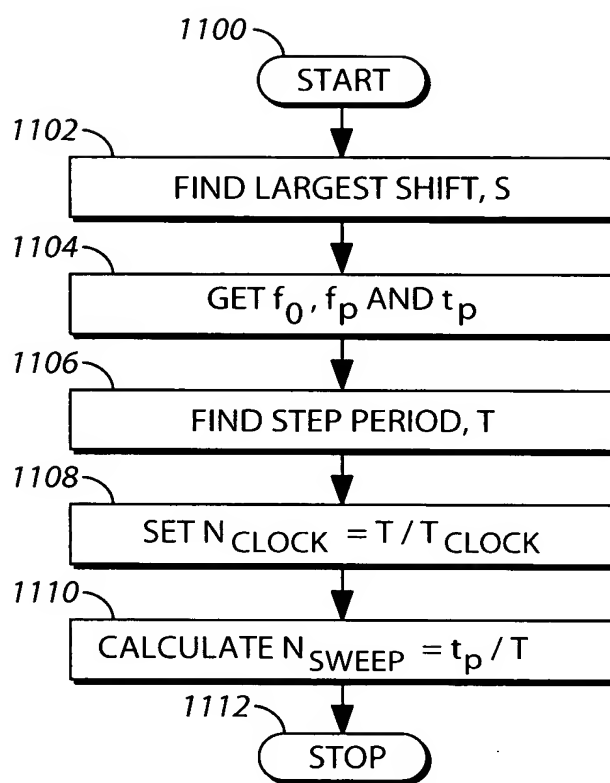 1100
START
1102
FIND LARGEST SHIFT, S
1104
GET f0, fp AND tp
1106
FIND STEP PERIOD, T
1108
SET NCLOCK = T / TCLOCK
1110
CALCULATE NSWEEP = tp / T
1112
STOP